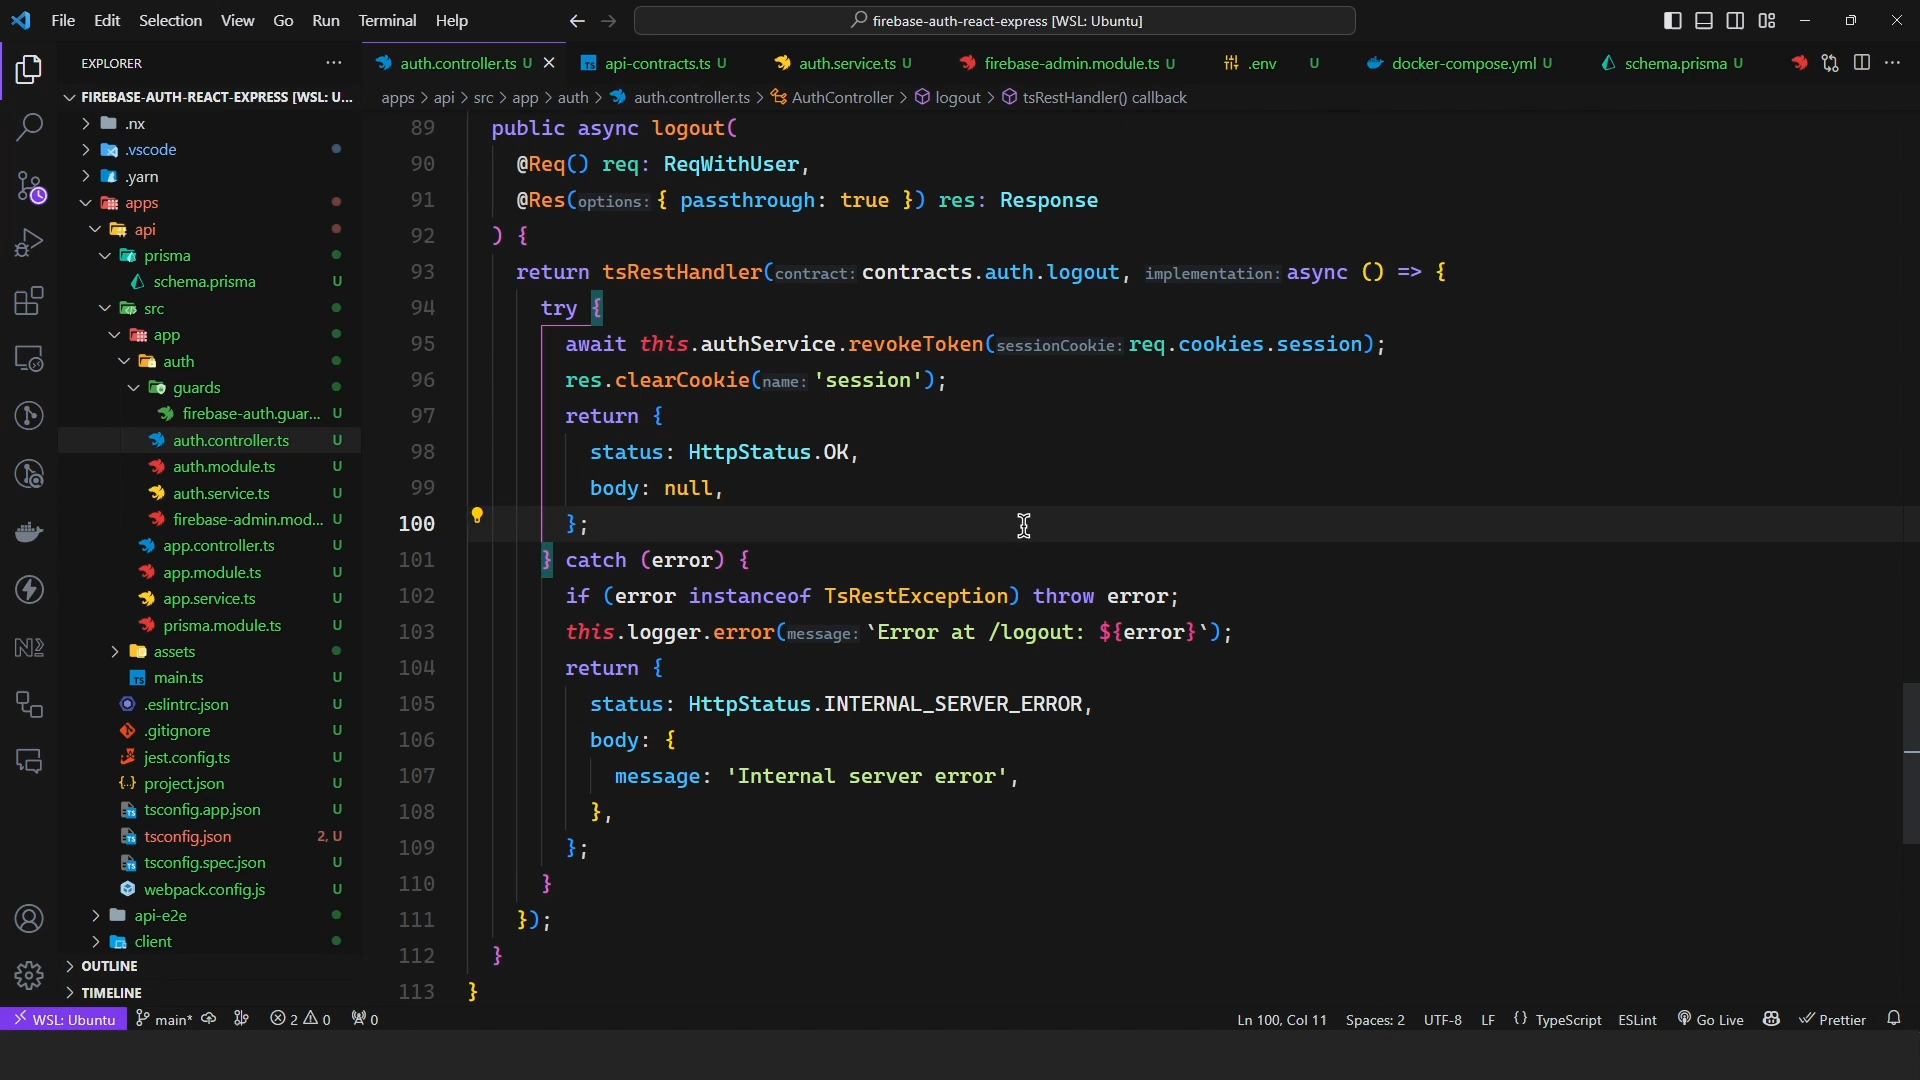 File Edit Selection View Go Run Terminal Help
firebase-auth-react-express [WSL: Ubuntu]
EXPLORER
auth.controller.ts U
api-contracts.ts U
auth.service.ts U
firebase-admin.module.ts U
.env U
docker-compose.yml U
schema.prisma U
FIREBASE-AUTH-REACT-EXPRESS [WSL: U...
apps > api > src > app > auth > auth.controller.ts > AuthController > logout > tsRestHandler() callback
.nx
.vscode
.yarn
apps
api
prisma
schema.prisma U
src
app
auth
guards
firebase-auth.guar... U
auth.controller.ts U
auth.module.ts U
auth.service.ts U
firebase-admin.mod... U
app.controller.ts U
app.module.ts U
app.service.ts U
prisma.module.ts U
assets
main.ts U
.eslintrc.json U
.gitignore U
jest.config.ts U
project.json U
tsconfig.app.json U
tsconfig.json 2, U
tsconfig.spec.json U
webpack.config.js U
api-e2e
client
OUTLINE
TIMELINE
89 public async logout(
90 @Req() req: ReqWithUser,
91 @Res(options: { passthrough: true }) res: Response
92 ) {
93 return tsRestHandler(contract: contracts.auth.logout, implementation: async () => {
94 try {
95 await this.authService.revokeToken(sessionCookie: req.cookies.session);
96 res.clearCookie(name: 'session');
97 return {
98 status: HttpStatus.OK,
99 body: null,
100 };
101 } catch (error) {
102 if (error instanceof TsRestException) throw error;
103 this.logger.error(message: `Error at /logout: ${error}`);
104 return {
105 status: HttpStatus.INTERNAL_SERVER_ERROR,
106 body: {
107 message: 'Internal server error',
108 },
109 };
110 }
111 });
112 }
113 }
WSL: Ubuntu main* 2 0 0 Ln 100, Col 11 Spaces: 2 UTF-8 LF {} TypeScript ESLint Go Live Prettier